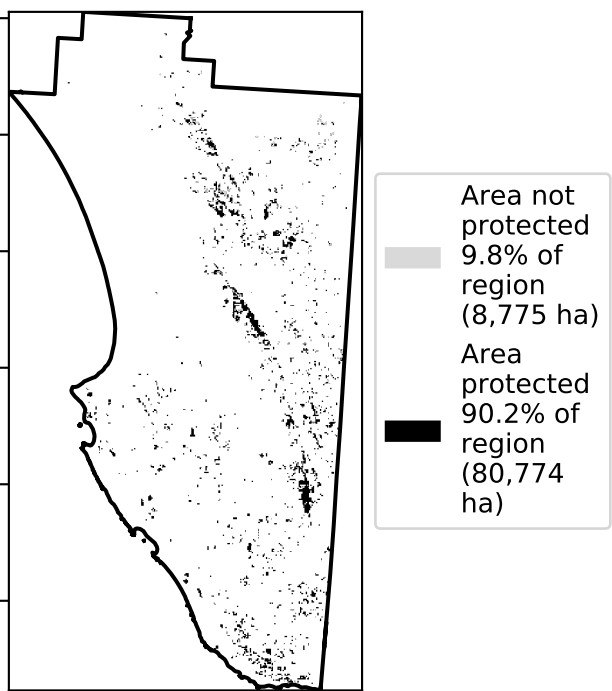 Area not
protected
9.8% of
region
(8,775 ha)
Area
protected
90.2% of
region
(80,774
ha)